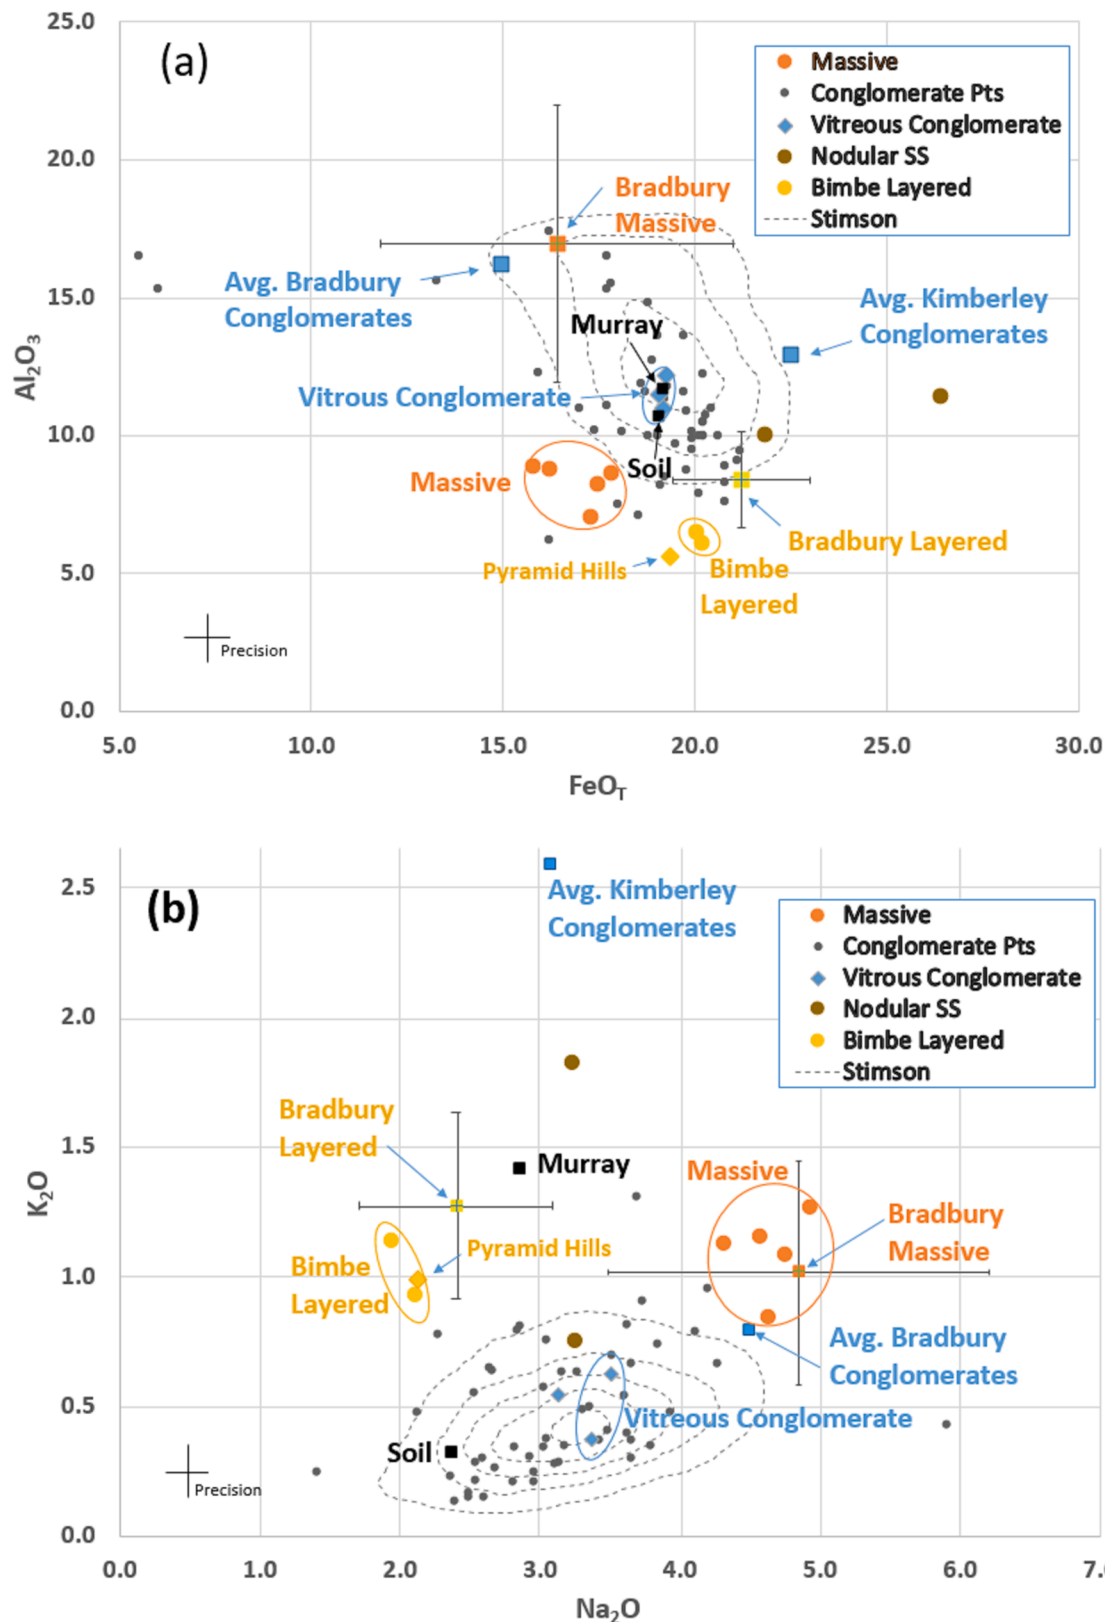 25.0
(a)
Massive
Conglomerate Pts
Vitreous Conglomerate
Nodular SS
Bimbe Layered
Stimson
20.0
Bradbury
Massive
Avg. Bradbury
Conglomerates
15.0
Avg. Kimberley
Conglomerates
Murray
Al₂O₃
Vitrous Conglomerate
10.0
Soil
Massive
Bradbury Layered
Pyramid Hills
Bimbe
Layered
5.0
Precision
0.0
5.0 10.0 15.0 20.0 25.0 30.0
FeO_T
(b)
2.5
Avg. Kimberley
Conglomerates
Massive
Conglomerate Pts
Vitrous Conglomerate
Nodular SS
Bimbe Layered
Stimson
2.0
Bradbury
Layered
1.5
Murray
Massive
K₂O
Bradbury
Massive
Pyramid Hills
Bimbe
Layered
1.0
Avg. Bradbury
Conglomerates
0.5
Vitreous Conglomerate
Soil
Precision
0.0
0.0 1.0 2.0 3.0 4.0 5.0 6.0 7.0
Na₂O